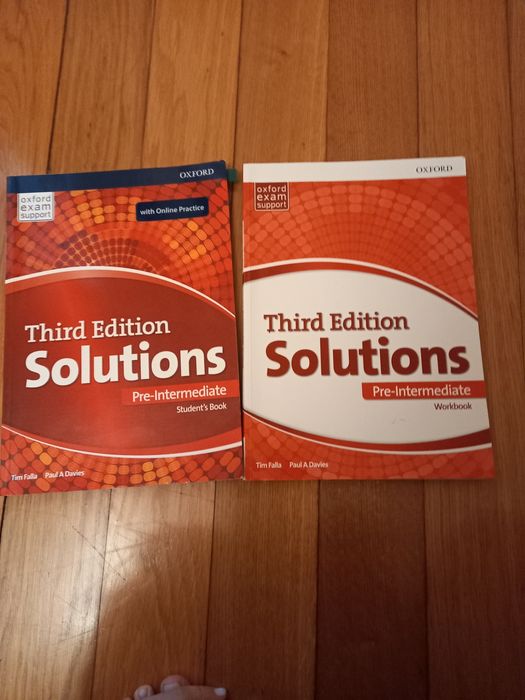 OXFORD
oxford
exam
support
with Online Practice
Third Edition
Solutions
Pre-Intermediate
Student's Book
Tim Falla Paul A Davies
OXFORD
oxford
exam
support
Third Edition
Solutions
Pre-Intermediate
Workbook
Tim Falla Paul A Davies